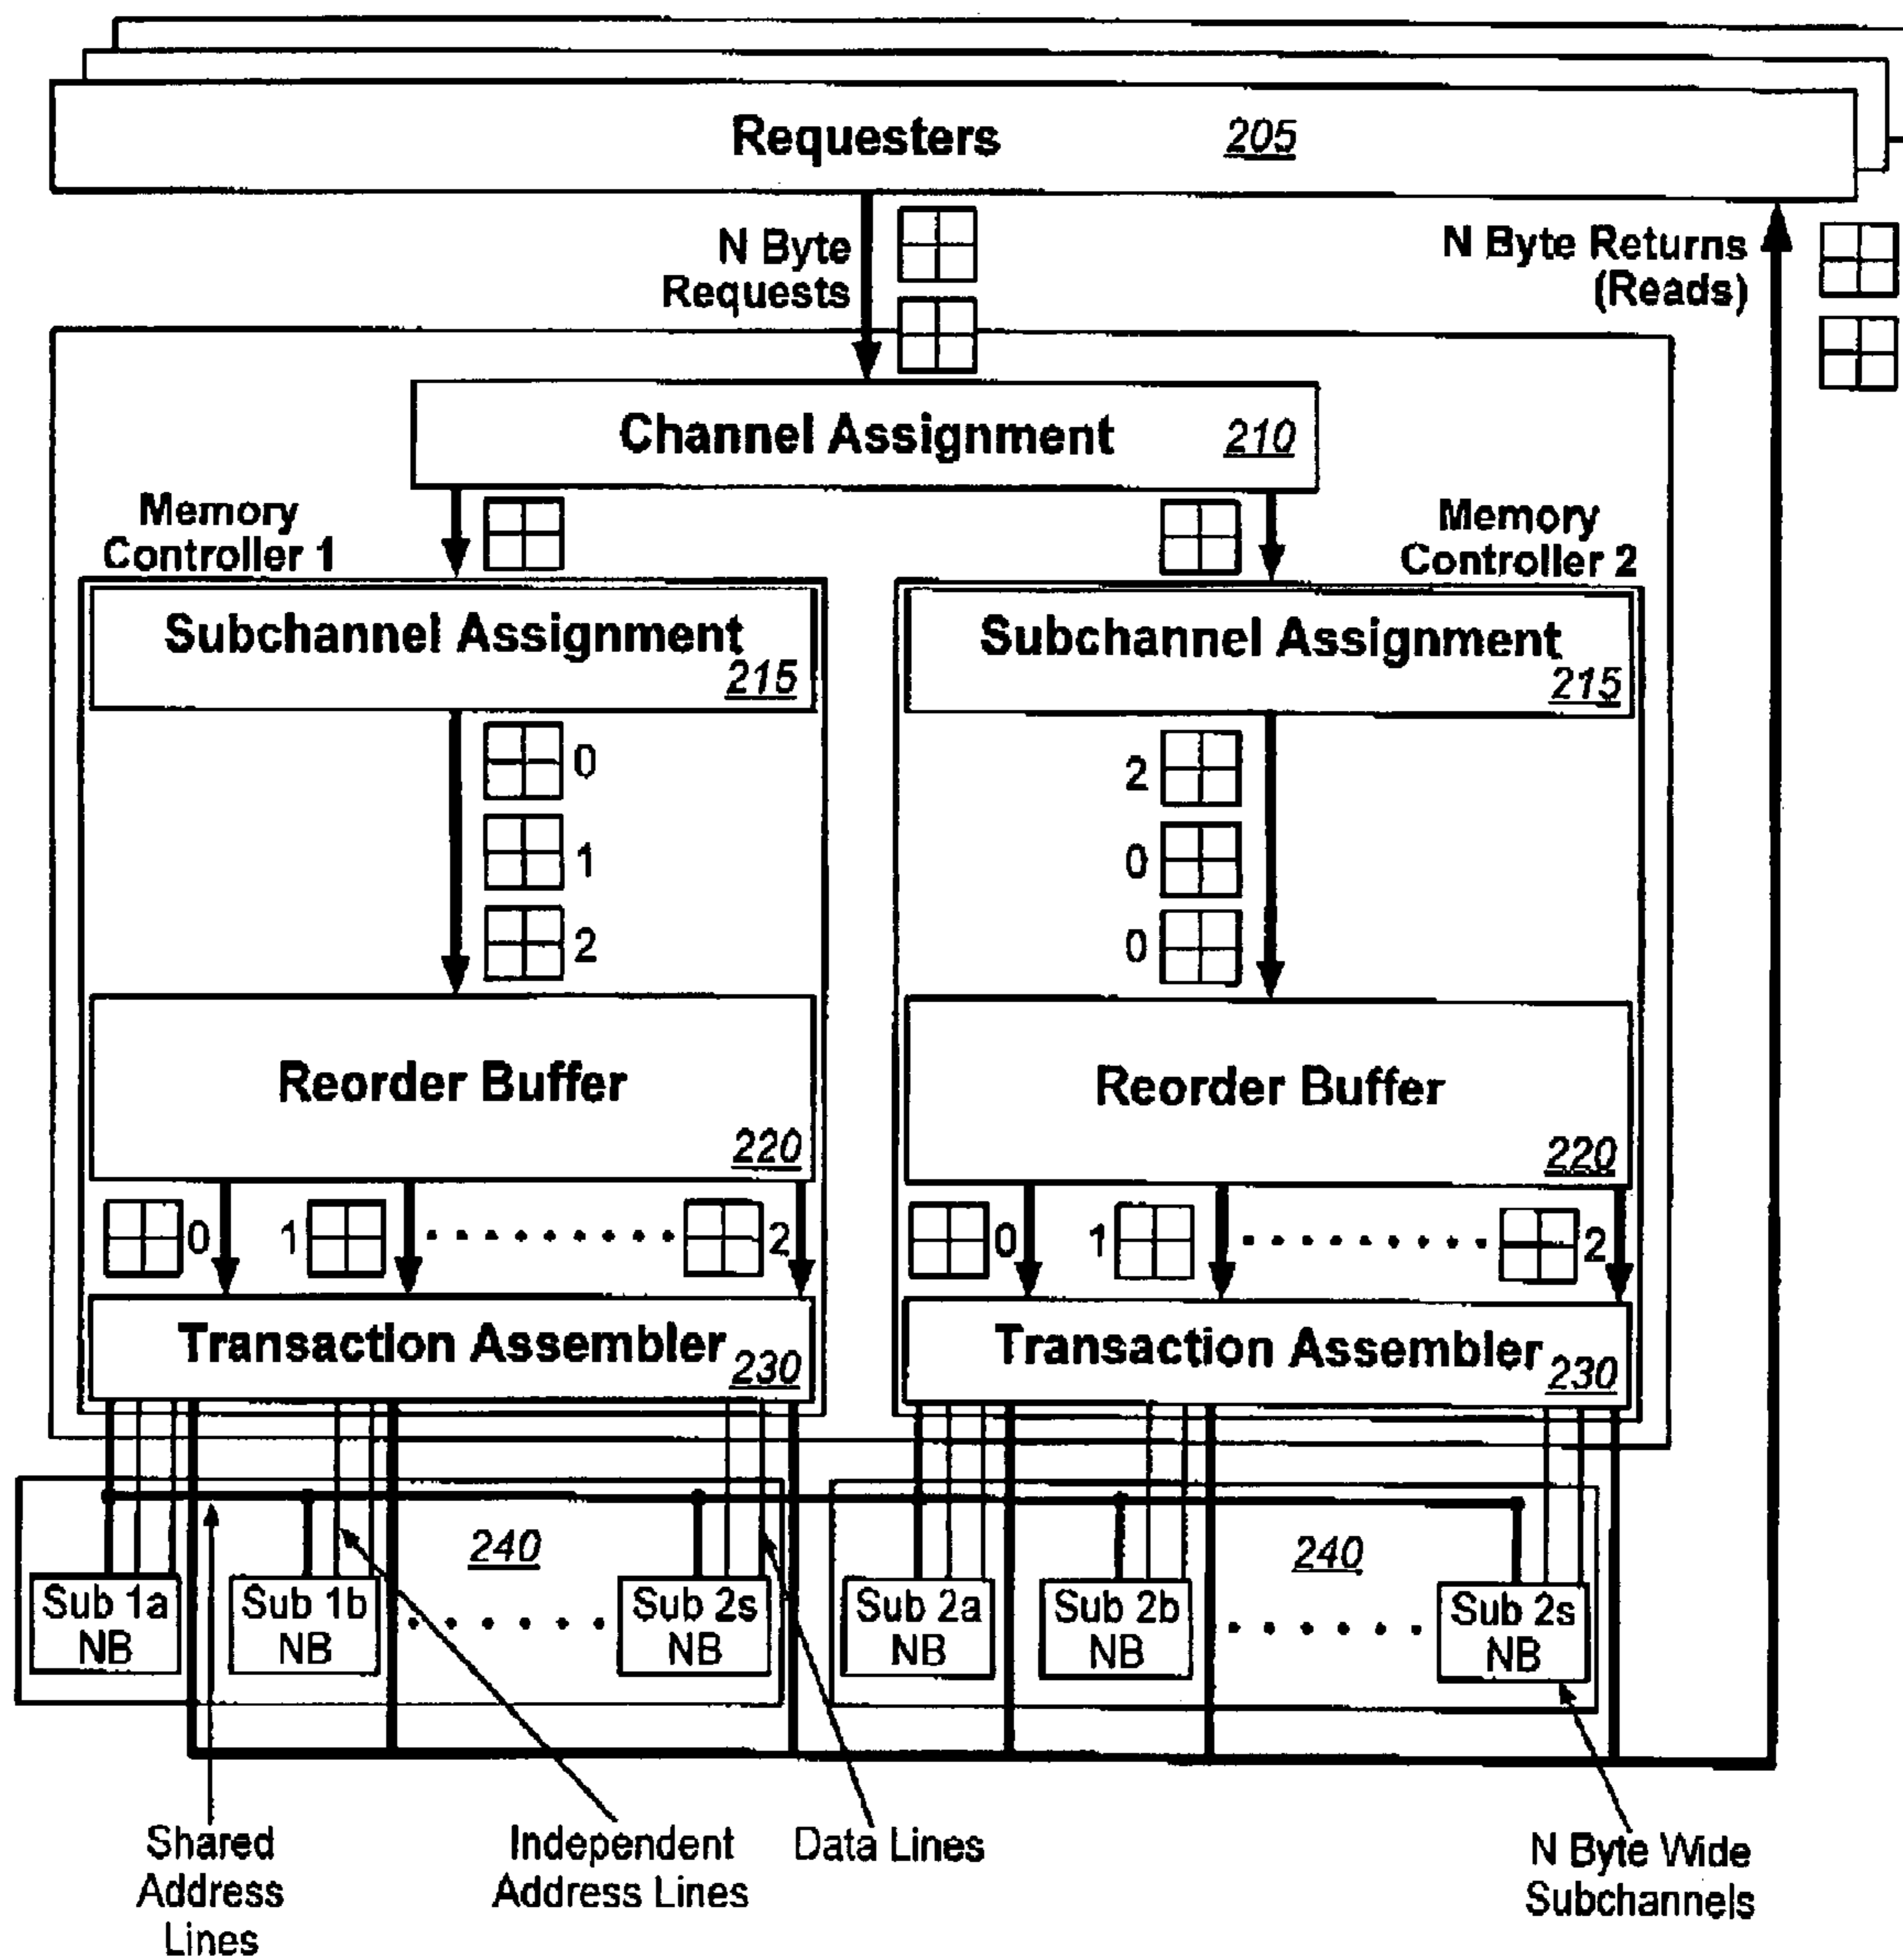 Requesters 205
N Byte
Requests
N Byte Returns
(Reads)
Channel Assignment 210
Memory
Controller 1
Memory
Controller 2
Subchannel Assignment
215
Subchannel Assignment
215
0
1
2
2
0
0
Reorder Buffer
220
Reorder Buffer
220
0 1 2
0 1 2
Transaction Assembler 230
Transaction Assembler 230
240
240
Sub 1a
NB
Sub 1b
NB
Sub 2s
NB
Sub 2a
NB
Sub 2b
NB
Sub 2s
NB
Shared
Address
Lines
Independent
Address Lines
Data Lines
N Byte Wide
Subchannels